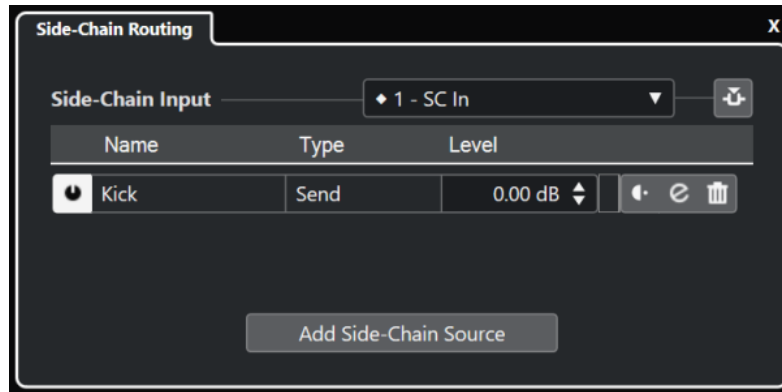 Side-Chain Routing X
Side-Chain Input 1 - SC In
Name Type Level
Kick Send 0.00 dB e
Add Side-Chain Source